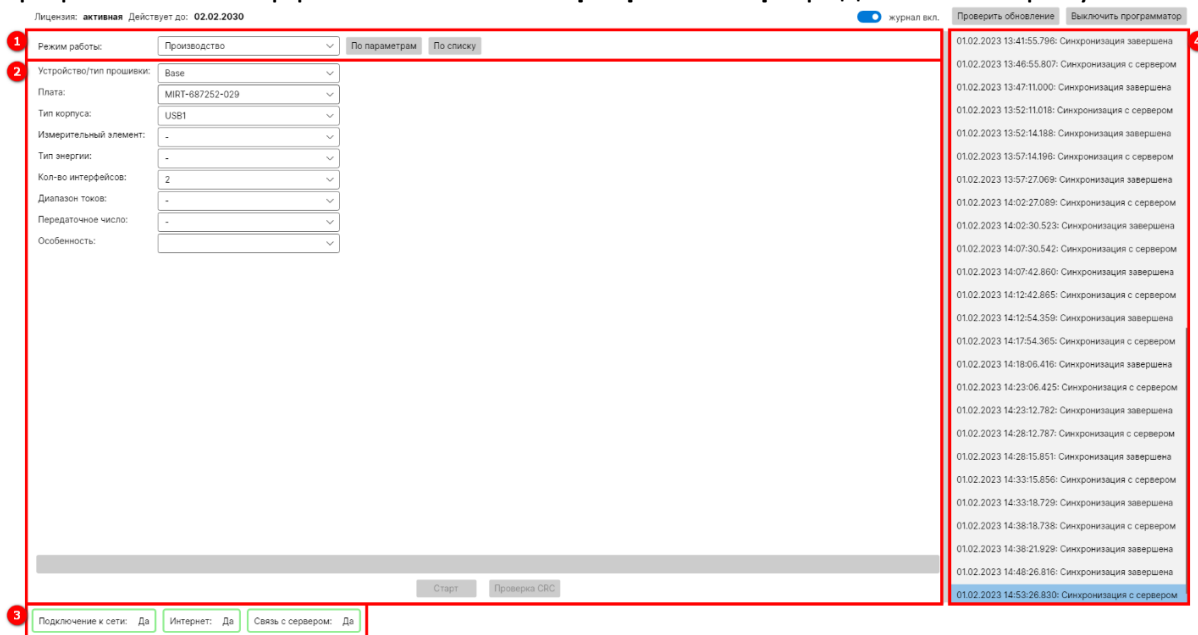 Лицензия: активная Действует до: 02.02.2030
журнал вкл.
Проверить обновление
Выключить программатор
1
Режим работы:
Производство
По параметрам
По списку
2
Устройство/тип прошивки:
Base
Плата:
MIRT-687252-029
Тип корпуса:
USB1
Измерительный элемент:
-
Тип энергии:
-
Кол-во интерфейсов:
2
Диапазон токов:
-
Передаточное число:
-
Особенность:
Старт
Проверка CRC
3
Подключение к сети: Да
Интернет: Да
Связь с сервером: Да
4
01.02.2023 13:41:55.796: Синхронизация завершена
01.02.2023 13:46:55.807: Синхронизация с сервером
01.02.2023 13:47:11.000: Синхронизация завершена
01.02.2023 13:52:11.018: Синхронизация с сервером
01.02.2023 13:52:14.188: Синхронизация завершена
01.02.2023 13:57:14.196: Синхронизация с сервером
01.02.2023 13:57:27.069: Синхронизация завершена
01.02.2023 14:02:27.089: Синхронизация с сервером
01.02.2023 14:02:30.523: Синхронизация завершена
01.02.2023 14:07:30.542: Синхронизация с сервером
01.02.2023 14:07:42.860: Синхронизация завершена
01.02.2023 14:12:42.865: Синхронизация с сервером
01.02.2023 14:12:54.359: Синхронизация завершена
01.02.2023 14:17:54.365: Синхронизация с сервером
01.02.2023 14:18:06.416: Синхронизация завершена
01.02.2023 14:23:06.425: Синхронизация с сервером
01.02.2023 14:23:12.782: Синхронизация завершена
01.02.2023 14:28:12.787: Синхронизация с сервером
01.02.2023 14:28:15.851: Синхронизация завершена
01.02.2023 14:33:15.856: Синхронизация с сервером
01.02.2023 14:33:18.729: Синхронизация завершена
01.02.2023 14:38:18.738: Синхронизация с сервером
01.02.2023 14:38:21.929: Синхронизация завершена
01.02.2023 14:48:26.816: Синхронизация завершена
01.02.2023 14:53:26.830: Синхронизация с сервером